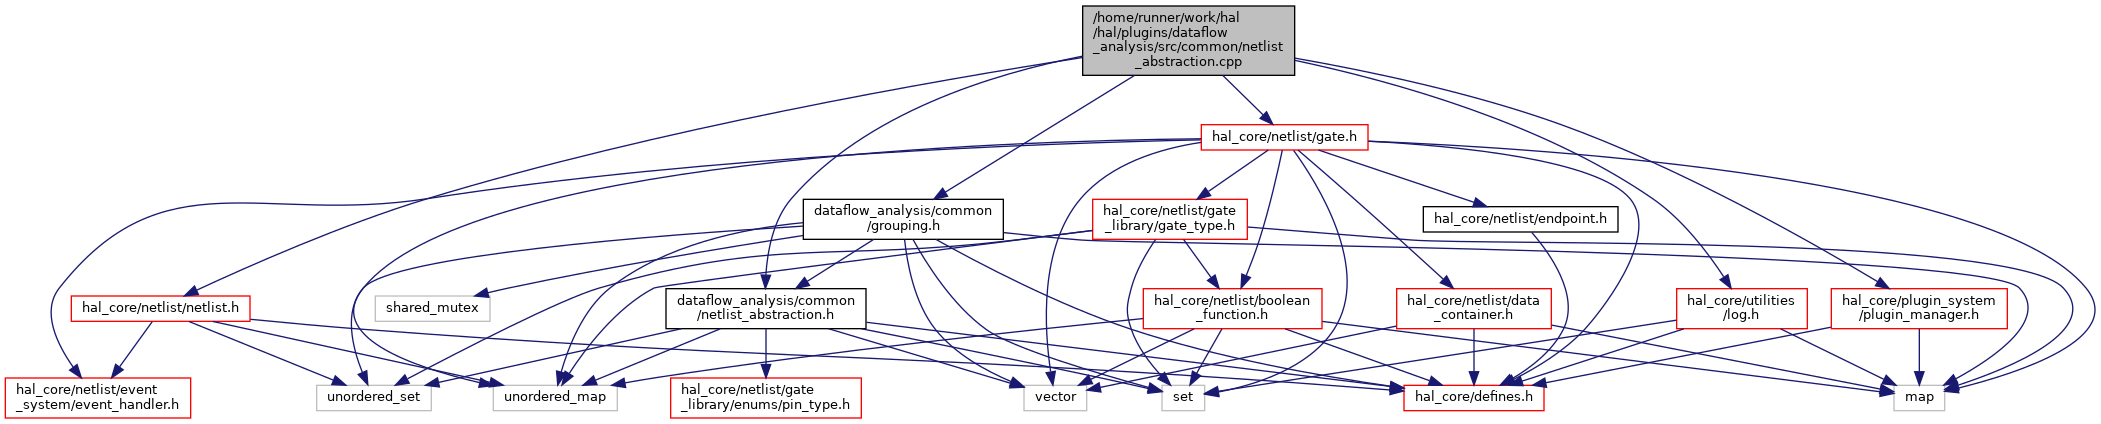 /home/runner/work/hal
/hal/plugins/dataflow
_analysis/src/common/netlist
_abstraction.cpp
hal_core/netlist/gate.h
dataflow_analysis/common
/grouping.h
hal_core/netlist/gate
_library/gate_type.h
hal_core/netlist/endpoint.h
hal_core/netlist/netlist.h
shared_mutex
dataflow_analysis/common
/netlist_abstraction.h
hal_core/netlist/boolean
_function.h
hal_core/netlist/data
_container.h
hal_core/utilities
/log.h
hal_core/plugin_system
/plugin_manager.h
hal_core/netlist/event
_system/event_handler.h
unordered_set
unordered_map
hal_core/netlist/gate
_library/enums/pin_type.h
vector
set
hal_core/defines.h
map